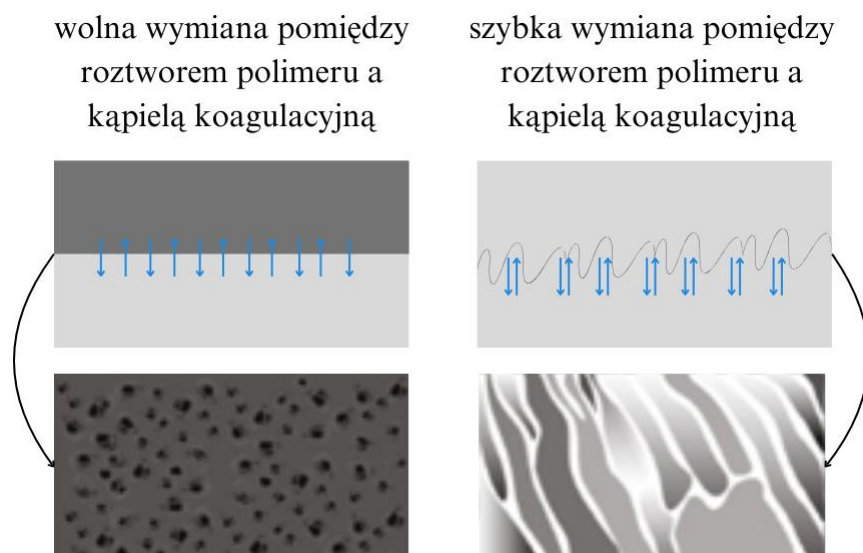 wolna wymiana pomiędzy
roztworem polimeru a
kąpielą koagulacyjną
szybka wymiana pomiędzy
roztworem polimeru a
kąpielą koagulacyjną